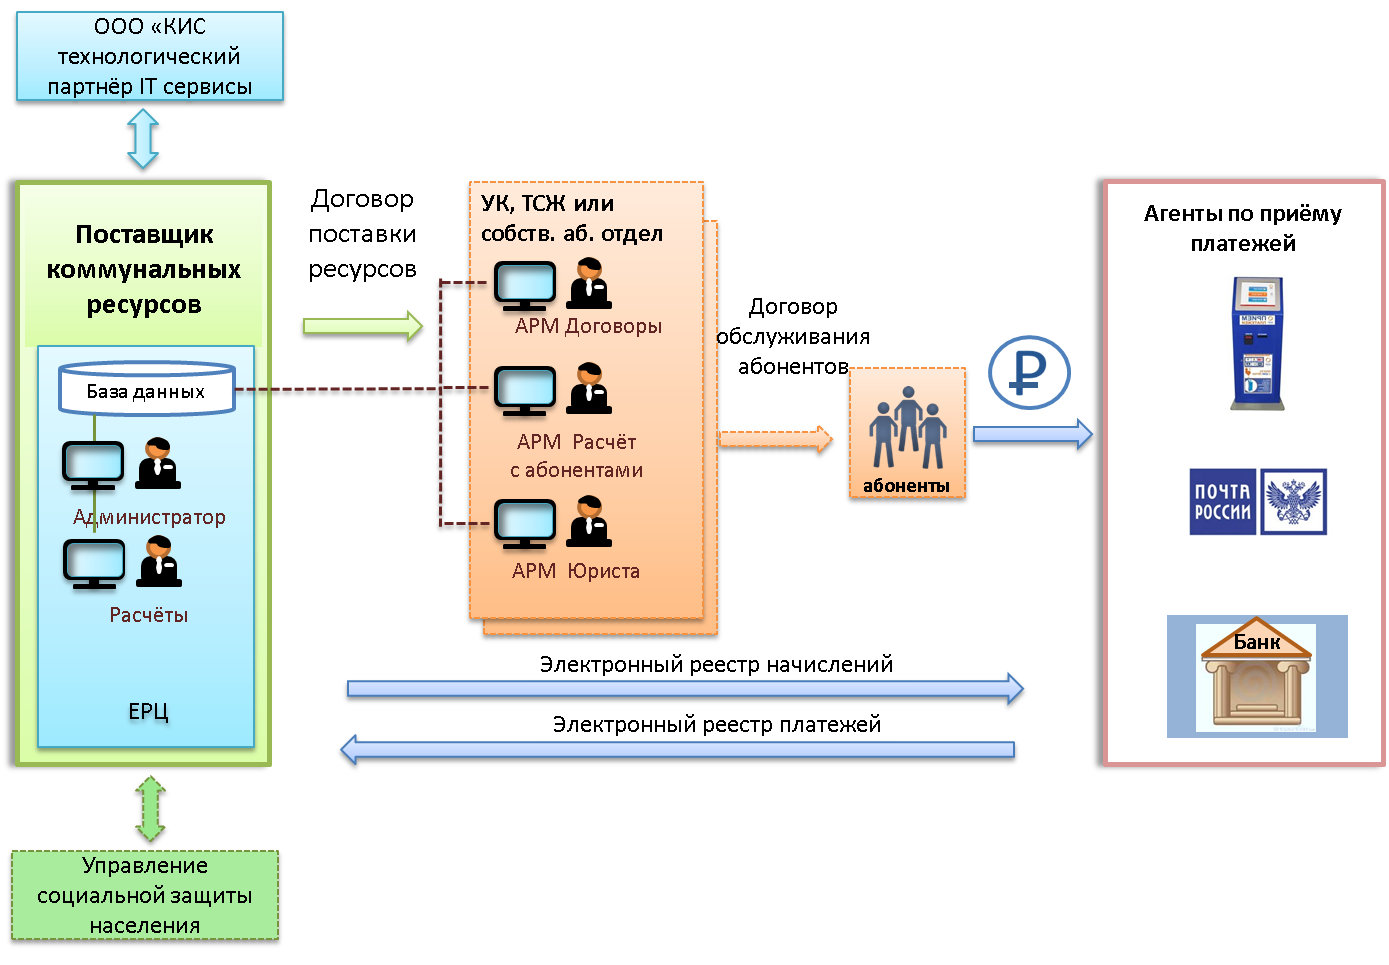 ООО «КИС
технологический
партнёр IT сервисы
Поставщик
коммунальных
ресурсов
База данных
Администратор
Расчёты
ЕРЦ
Управление
социальной защиты
населения
Договор
поставки
ресурсов
УК, ТСЖ или
собств. аб. отдел
АРМ Договоры
АРМ Расчёт
с абонентами
АРМ Юриста
Договор
обслуживания
абонентов
абоненты
₽
Электронный реестр начислений
Электронный реестр платежей
Агенты по приёму
платежей
ПОЧТА
РОССИИ
Банк